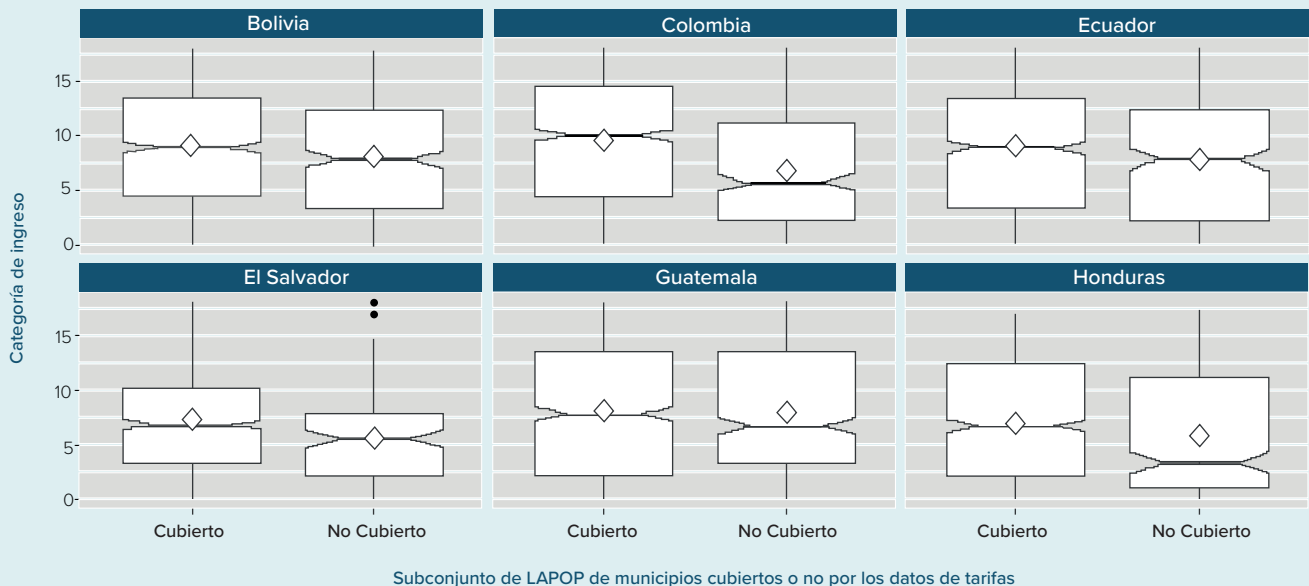 Bolivia
Colombia
Ecuador
15
10
5
0
El Salvador
Guatemala
Honduras
15
10
5
0
Categoría de ingreso
Cubierto
No Cubierto
Cubierto
No Cubierto
Cubierto
No Cubierto
Subconjunto de LAPOP de municipios cubiertos o no por los datos de tarifas